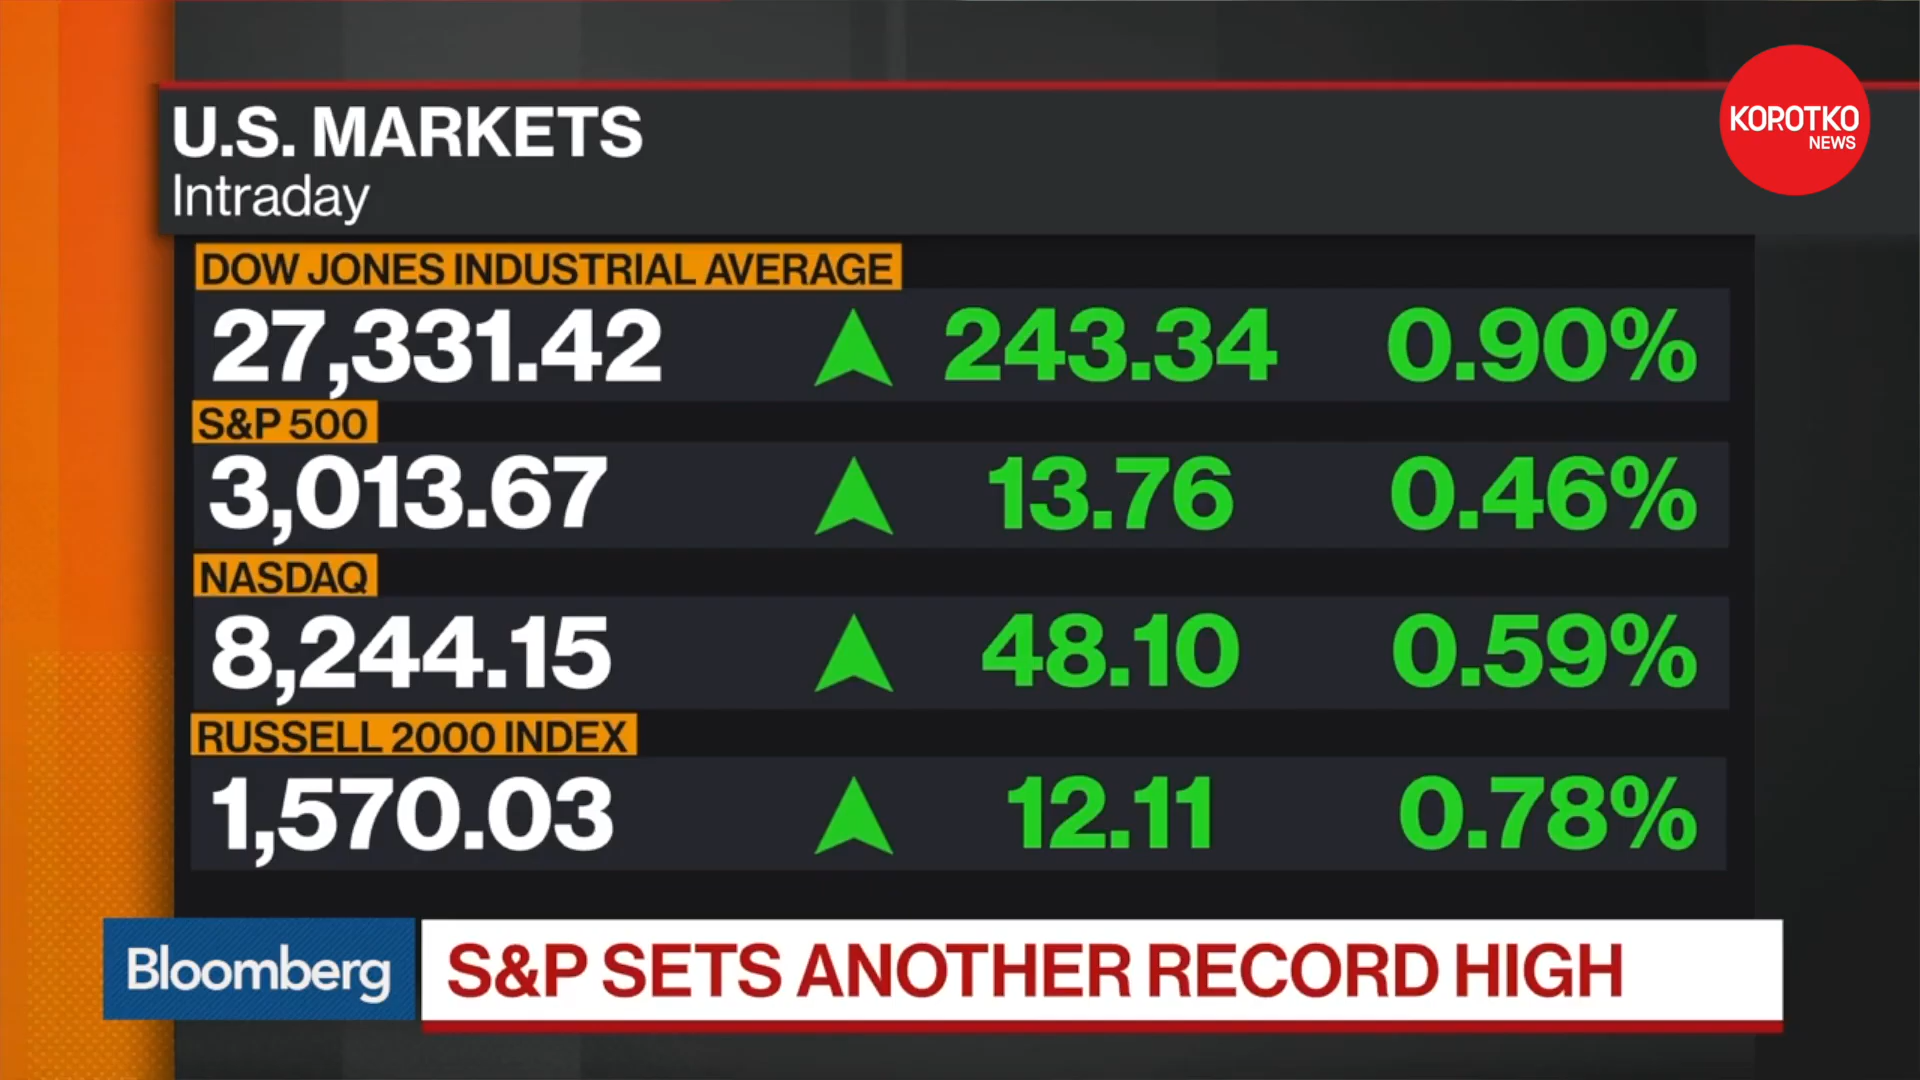 KOPOTKO
NEWS
U.S. MARKETS
Intraday
DOW JONES INDUSTRIAL AVERAGE
27,331.42 ▲ 243.34 0.90%
S&P 500
3,013.67 ▲ 13.76 0.46%
NASDAQ
8,244.15 ▲ 48.10 0.59%
RUSSELL 2000 INDEX
1,570.03 ▲ 12.11 0.78%
Bloomberg
S&P SETS ANOTHER RECORD HIGH